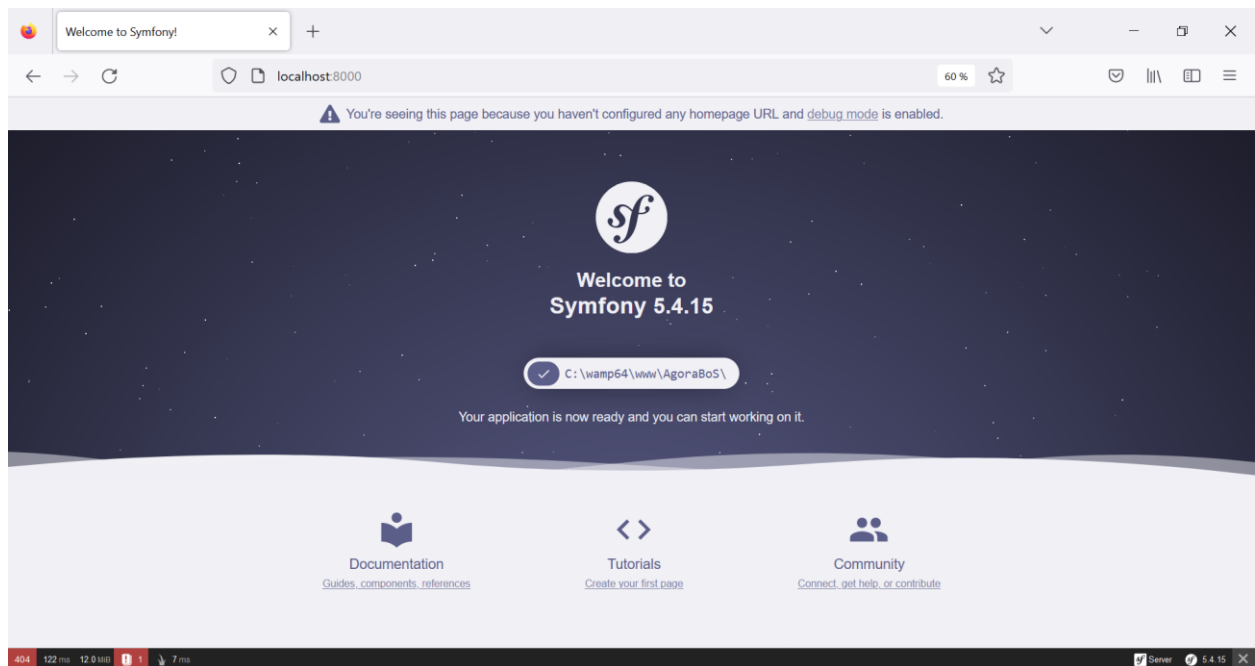 Welcome to Symfony!
localhost:8000
60 %
You're seeing this page because you haven't configured any homepage URL and debug mode is enabled.
sf
Welcome to
Symfony 5.4.15
C:\wamp64\www\AgoraBoS\
Your application is now ready and you can start working on it.
Documentation
Guides, components, references
Tutorials
Create your first page
Community
Connect, get help, or contribute
404 122 ms 12.0 MiB 1 7 ms sf Server sf 5.4.15